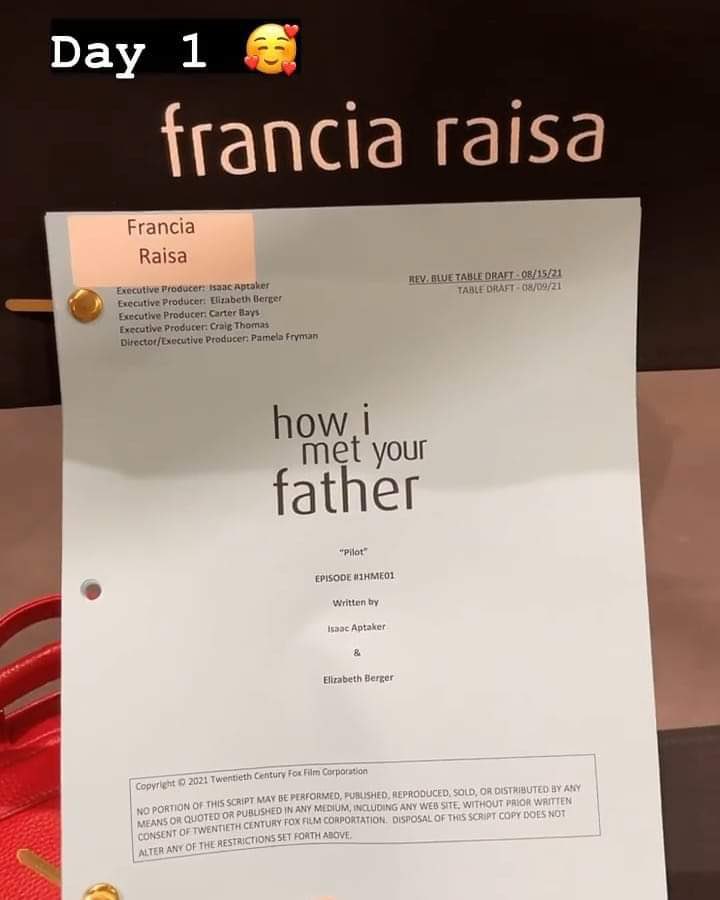 Day 1 🥰
francia raisa
Francia
Raisa
Executive Producer: Isaac Aptaker
Executive Producer: Elizabeth Berger
Executive Producer: Carter Bays
Executive Producer: Craig Thomas
Director/Executive Producer: Pamela Fryman
REV. BLUE TABLE DRAFT - 08/15/21
TABLE DRAFT - 08/09/21
how i
met your
father
"Pilot"
EPISODE #1HME01
Written by
Isaac Aptaker
&
Elizabeth Berger
Copyright © 2021 Twentieth Century Fox Film Corporation
NO PORTION OF THIS SCRIPT MAY BE PERFORMED, PUBLISHED, REPRODUCED, SOLD, OR DISTRIBUTED BY ANY
MEANS OR QUOTED OR PUBLISHED IN ANY MEDIUM, INCLUDING ANY WEB SITE, WITHOUT PRIOR WRITTEN
CONSENT OF TWENTIETH CENTURY FOX FILM CORPORTATION. DISPOSAL OF THIS SCRIPT COPY DOES NOT
ALTER ANY OF THE RESTRICTIONS SET FORTH ABOVE.